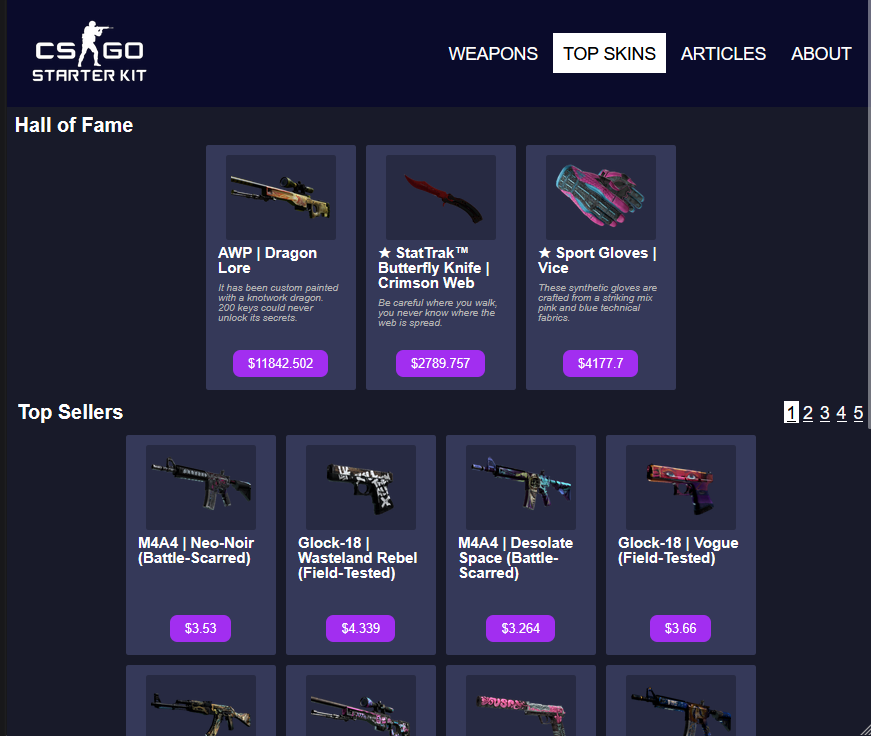 CS GO
STARTER KIT
WEAPONS
TOP SKINS
ARTICLES
ABOUT
Hall of Fame
AWP | Dragon
Lore
It has been custom painted
with a knotwork dragon.
200 keys could never
unlock its secrets.
$11842.502
★ StatTrak™
Butterfly Knife |
Crimson Web
Be careful where you walk,
you never know where the
web is spread.
$2789.757
★ Sport Gloves |
Vice
These synthetic gloves are
crafted from a striking mix
pink and blue technical
fabrics.
$4177.7
Top Sellers
1 2 3 4 5
M4A4 | Neo-Noir
(Battle-Scarred)
$3.53
Glock-18 |
Wasteland Rebel
(Field-Tested)
$4.339
M4A4 | Desolate
Space (Battle-
Scarred)
$3.264
Glock-18 | Vogue
(Field-Tested)
$3.66